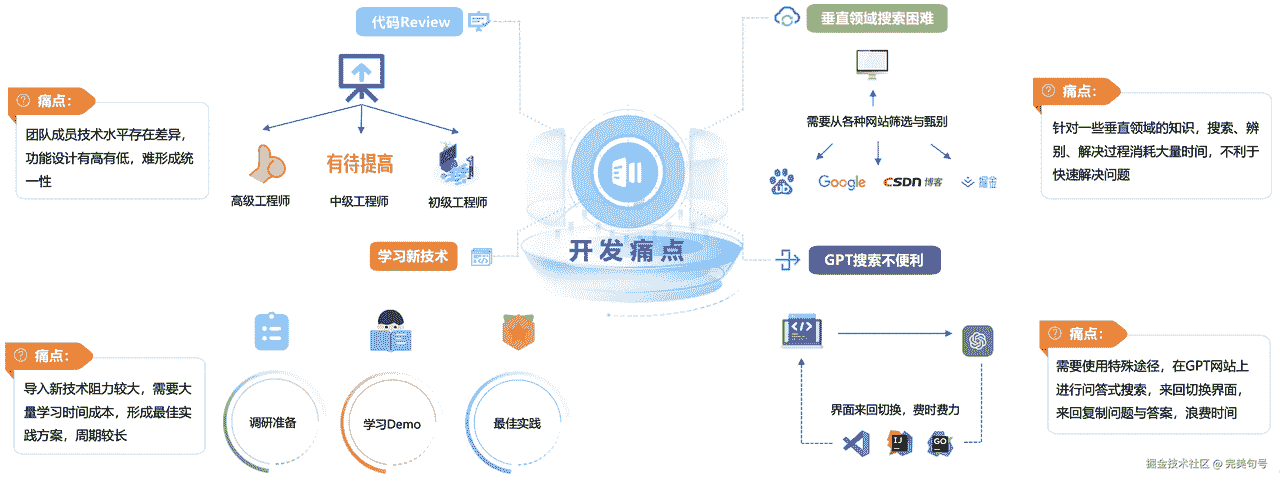 代码Review
痛点：
团队成员技术水平存在差异，
功能设计有高有低，难形成统
一性
有待提高
高级工程师
中级工程师
初级工程师
垂直领域搜索困难
需要从各种网站筛选与甄别
du
Google
CSDN 博客
掘金
痛点：
针对一些垂直领域的知识，搜索、辨
别、解决过程消耗大量时间，不利于
快速解决问题
开发痛点
学习新技术
痛点：
导入新技术阻力较大，需要大
量学习时间成本，形成最佳实
践方案，周期较长
调研准备
学习Demo
最佳实践
GPT搜索不便利
</>
界面来回切换，费时费力
IJ
GO
痛点：
需要使用特殊途径，在GPT网站上
进行问答式搜索，来回切换界面，
来回复制问题与答案，浪费时间
掘金技术社区 @ 完美句号